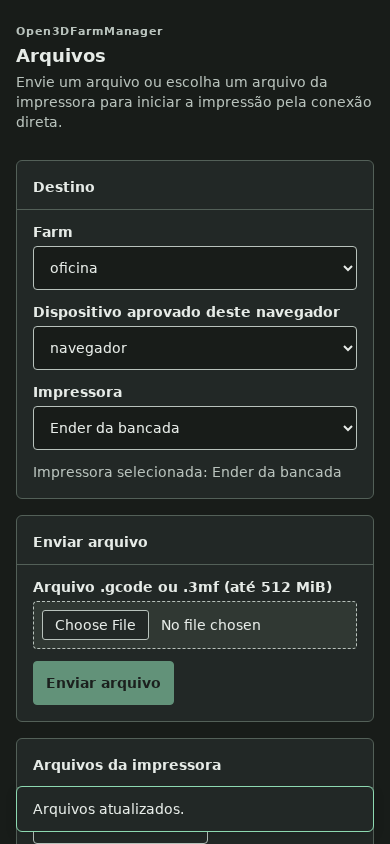 Open3DFarmManager
Arquivos
Envie um arquivo ou escolha um arquivo da
impressora para iniciar a impressão pela conexão
direta.
Destino
Farm
oficina
Dispositivo aprovado deste navegador
navegador
Impressora
Ender da bancada
Impressora selecionada: Ender da bancada
Enviar arquivo
Arquivo .gcode ou .3mf (até 512 MiB)
Choose File No file chosen
Enviar arquivo
Arquivos da impressora
Arquivos atualizados.